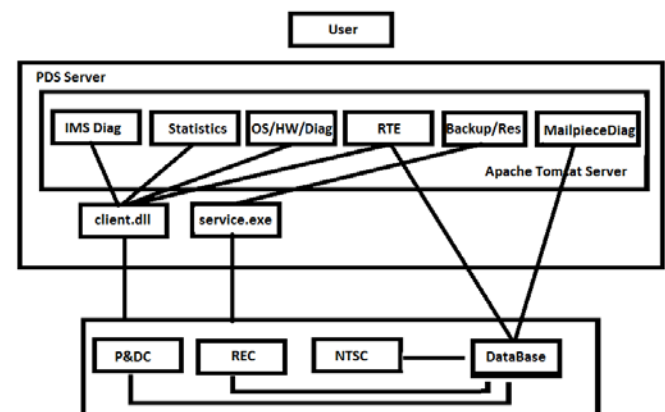 User
PDS Server
IMS Diag
Statistics
OS/HW/Diag
RTE
Backup/Res
MailpieceDiag
Apache Tomcat Server
client.dll
service.exe
P&DC
REC
NTSC
DataBase